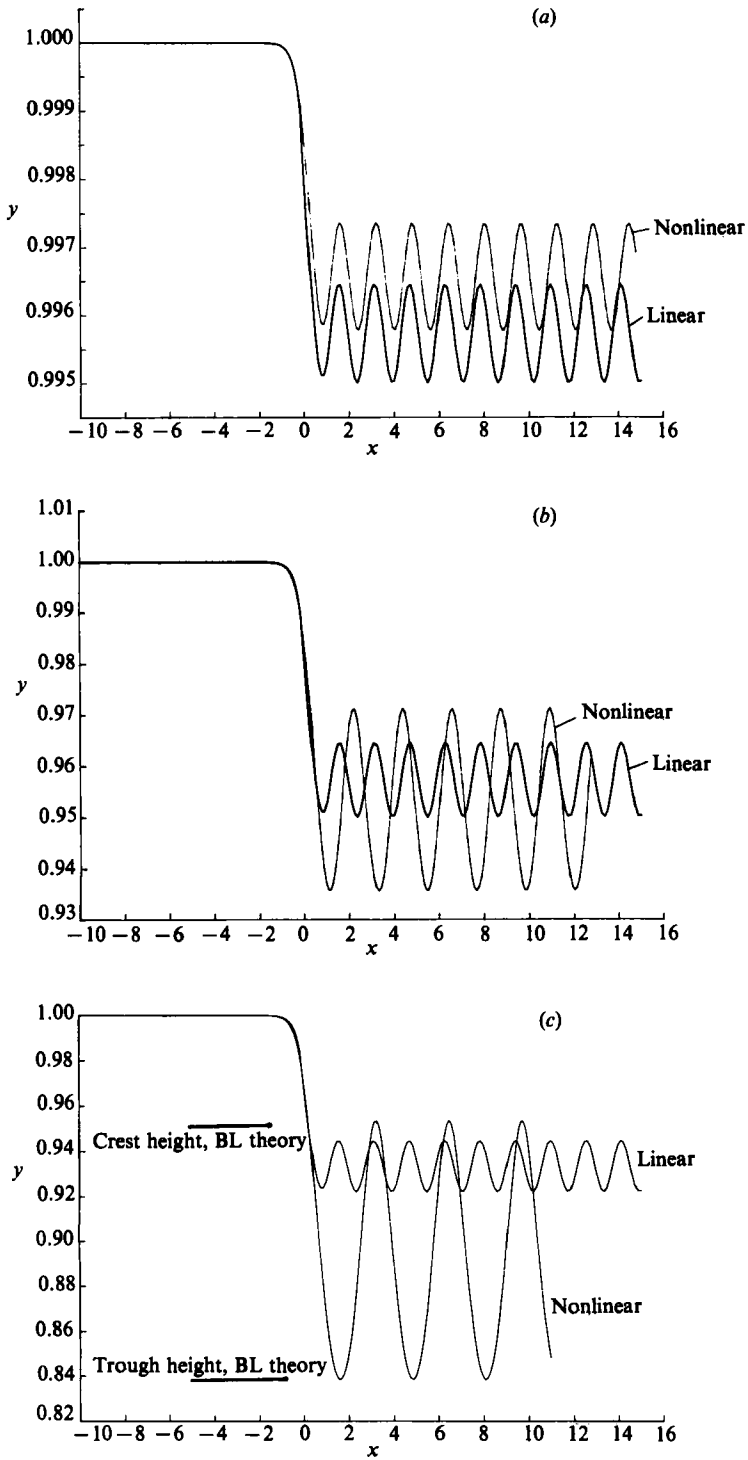 (a)
1.000
0.999
0.998
y
0.997
Nonlinear
0.996
Linear
0.995
−10 −8 −6 −4 −2 0 2 4 6 8 10 12 14 16
x
(b)
1.01
1.00
0.99
0.98
y
0.97
Nonlinear
0.96
Linear
0.95
0.94
0.93
−10 −8 −6 −4 −2 0 2 4 6 8 10 12 14 16
x
(c)
1.00
0.98
0.96
Crest height, BL theory
0.94
Linear
y
0.92
0.90
0.88
Nonlinear
0.86
Trough height, BL theory
0.84
0.82
−10 −8 −6 −4 −2 0 2 4 6 8 10 12 14 16
x